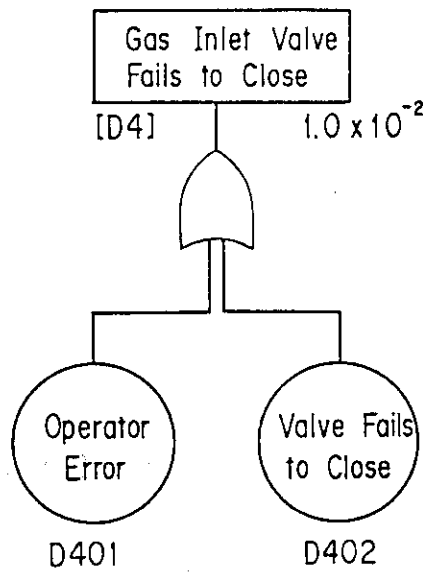 Gas Inlet Valve
Fails to Close
[D4] 1.0 x 10⁻²
Operator
Error
Valve Fails
to Close
D401
D402